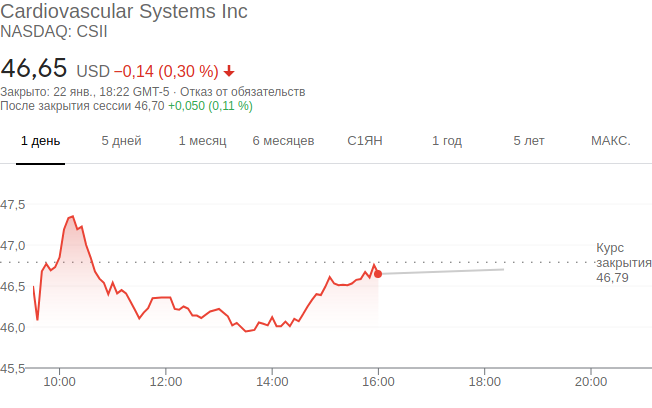 Cardiovascular Systems Inc
NASDAQ: CSII
46,65 USD −0,14 (0,30 %)
Закрыто: 22 янв., 18:22 GMT-5 · Отказ от обязательств
После закрытия сессии 46,70 +0,050 (0,11 %)
1 день 5 дней 1 месяц 6 месяцев С1ЯН 1 год 5 лет МАКС.
47,5
47,0
Курс
закрытия
46,79
46,5
46,0
45,5
10:00 12:00 14:00 16:00 18:00 20:00